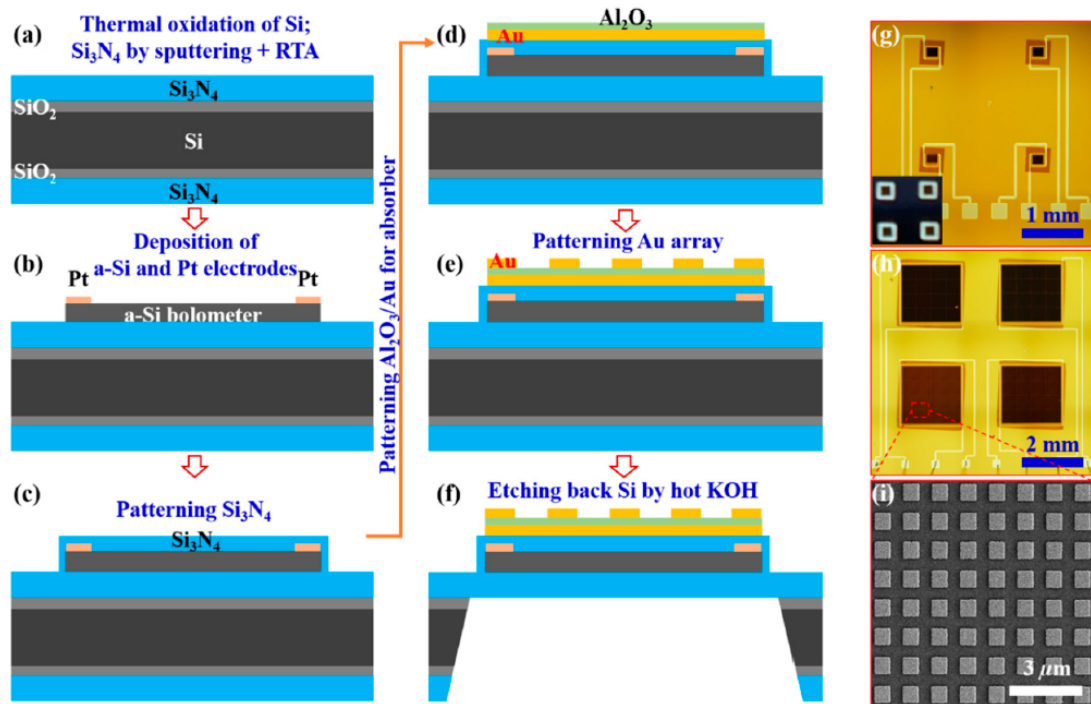 (a)
Thermal oxidation of Si;
Si₃N₄ by sputtering + RTA
Si₃N₄
SiO₂
Si
SiO₂
Si₃N₄
Deposition of
a-Si and Pt electrodes
(b)
Pt
Pt
a-Si bolometer
(c)
Patterning Si₃N₄
Si₃N₄
Patterning Al₂O₃/Au for absorber
(d)
Al₂O₃
Au
Patterning Au array
(e)
Au
(f)
Etching back Si by hot KOH
(g)
1 mm
(h)
2 mm
(i)
3 μm